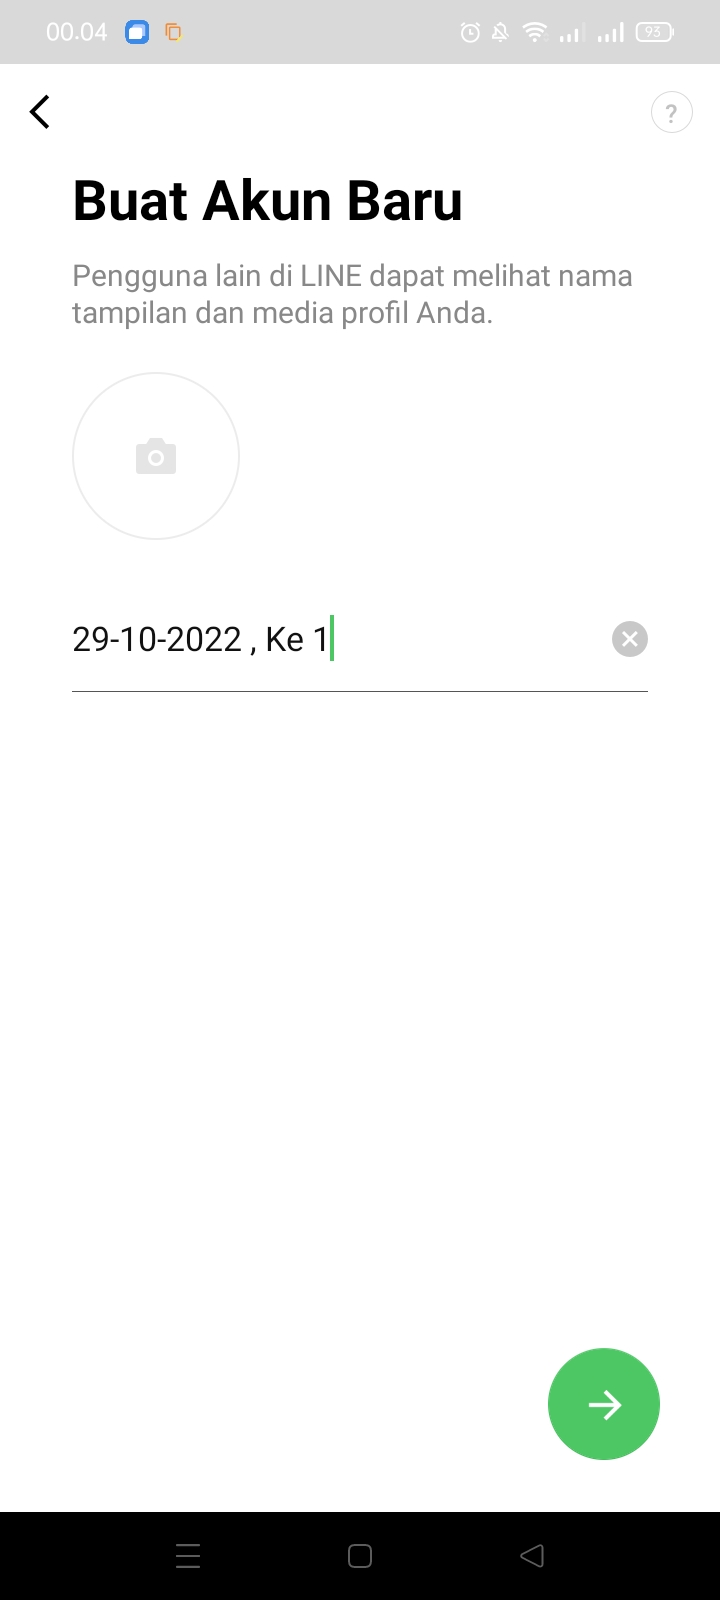 00.04
93
?
Buat Akun Baru
Pengguna lain di LINE dapat melihat nama
tampilan dan media profil Anda.
29-10-2022 , Ke 1